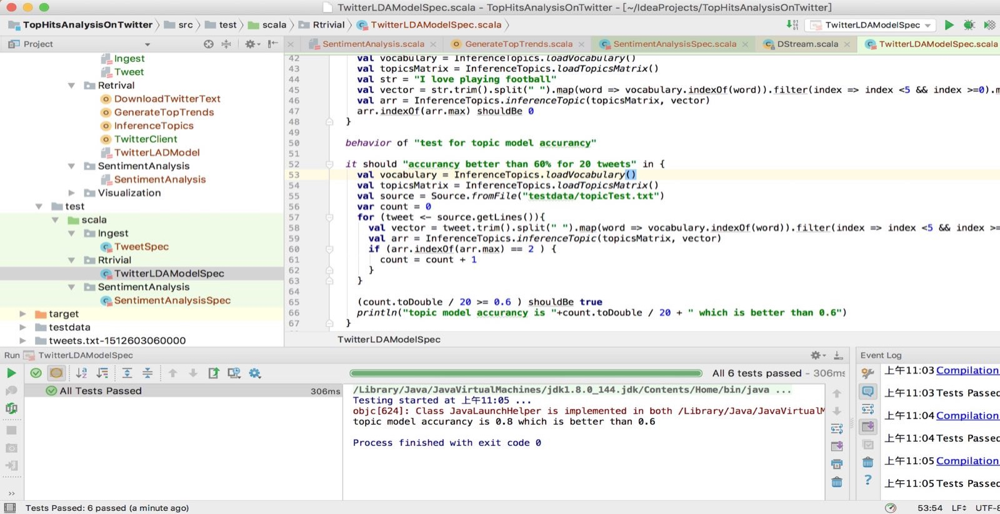 TwitterLDAModelSpec.scala - TopHitsAnalysisOnTwitter - [~/IdeaProjects/TopHitsAnalysisOnTwitter]
TopHitsAnalysisOnTwitter src test scala Rtrivial TwitterLDAModelSpec.scala TwitterLDAModelSpec
Project SentimentAnalysis.scala GenerateTopTrends.scala SentimentAnalysisSpec.scala DStream.scala TwitterLDAModelSpec.scala
Ingest
Tweet
Retrival
DownloadTwitterText
GenerateTopTrends
InferenceTopics
TwitterClient
TwitterLADModel
SentimentAnalysis
SentimentAnalysis
Visualization
test
scala
Ingest
TweetSpec
Rtrivial
TwitterLDAModelSpec
SentimentAnalysis
SentimentAnalysisSpec
target
testdata
tweets.txt-1512603060000
42 val vocabulary = InferenceTopics.loadVocabulary()
43 val topicsMatrix = InferenceTopics.loadTopicsMatrix()
44 val str = "I love playing football"
45 val vector = str.trim().split(" ").map(word => vocabulary.indexOf(word)).filter(index => index <5 && index >=0).m
46 val arr = InferenceTopics.inferenceTopic(topicsMatrix, vector)
47 arr.indexOf(arr.max) shouldBe 0
48 }
49
50 behavior of "test for topic model accurancy"
51
52 it should "accurancy better than 60% for 20 tweets" in {
53 val vocabulary = InferenceTopics.loadVocabulary()
54 val topicsMatrix = InferenceTopics.loadTopicsMatrix()
55 val source = Source.fromFile("testdata/topicTest.txt")
56 var count = 0
57 for (tweet <- source.getLines()){
58 val vector = tweet.trim().split(" ").map(word => vocabulary.indexOf(word)).filter(index => index <5 && index >=
59 val arr = InferenceTopics.inferenceTopic(topicsMatrix, vector)
60 if (arr.indexOf(arr.max) == 2 ) {
61 count = count + 1
62 }
63 }
64
65 (count.toDouble / 20 >= 0.6 ) shouldBe true
66 println("topic model accurancy is "+count.toDouble / 20 + " which is better than 0.6")
67 }
TwitterLDAModelSpec
Run TwitterLDAModelSpec
All 6 tests passed - 306ms
All Tests Passed 306ms
/Library/Java/JavaVirtualMachines/jdk1.8.0_144.jdk/Contents/Home/bin/java ...
Testing started at 上午11:05 ...
objc[624]: Class JavaLaunchHelper is implemented in both /Library/Java/JavaVirtualM
topic model accurancy is 0.8 which is better than 0.6
Process finished with exit code 0
Event Log
上午11:03 Compilation
上午11:03 Tests Passed
上午11:04 Compilation
上午11:04 Tests Passed
上午11:05 Compilation
上午11:05 Tests Passed
Tests Passed: 6 passed (a minute ago) 53:54 LF UTF-8